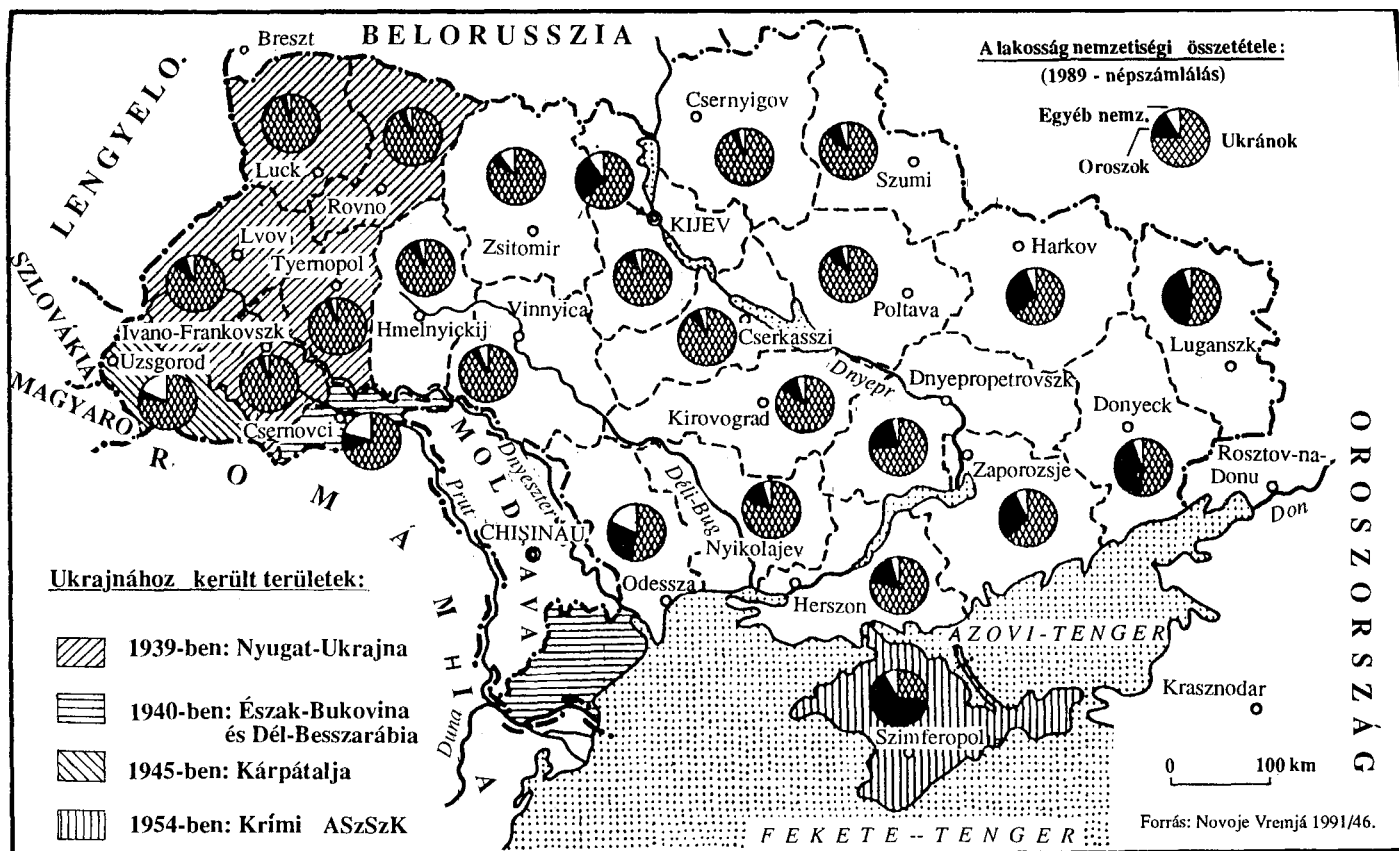 BELORUSSZIA
Breszt
LENGYELO.
A lakosság nemzetiségi összetétele:
(1989 - népszámlálás)
Egyéb nemz.
Oroszok
Ukránok
Csernyigov
Szumi
Luck
Rovno
Zsitomir
KIJEV
Lvov
Tyernopol
Harkov
SZLOVÁKIA
Ivano-Frankovszk
Hmelnyickij
Vinnyica
Poltava
Cserkasszi
Luganszk
Uzsgorod
MAGYARO.
Dnyepr
Dnyepropetrovszk
Kirovograd
Donyeck
Csernovci
MOLDAVA
Dnyeszter
Prut
ROMÁNIA
Déli-Bug
Zaporozsje
Rosztov-na-
Donu
Don
OROSZORSZÁG
CHIŞINĂU
Nyikolajev
Odessza
Herszon
AZOVI-TENGER
Krasznodar
Szimferopol
Duna
Ukrajnához került területek:
1939-ben: Nyugat-Ukrajna
1940-ben: Észak-Bukovina
és Dél-Besszarábia
1945-ben: Kárpátalja
1954-ben: Krími ASzSzK
0 100 km
FEKETE--TENGER
Forrás: Novoje Vremjá 1991/46.